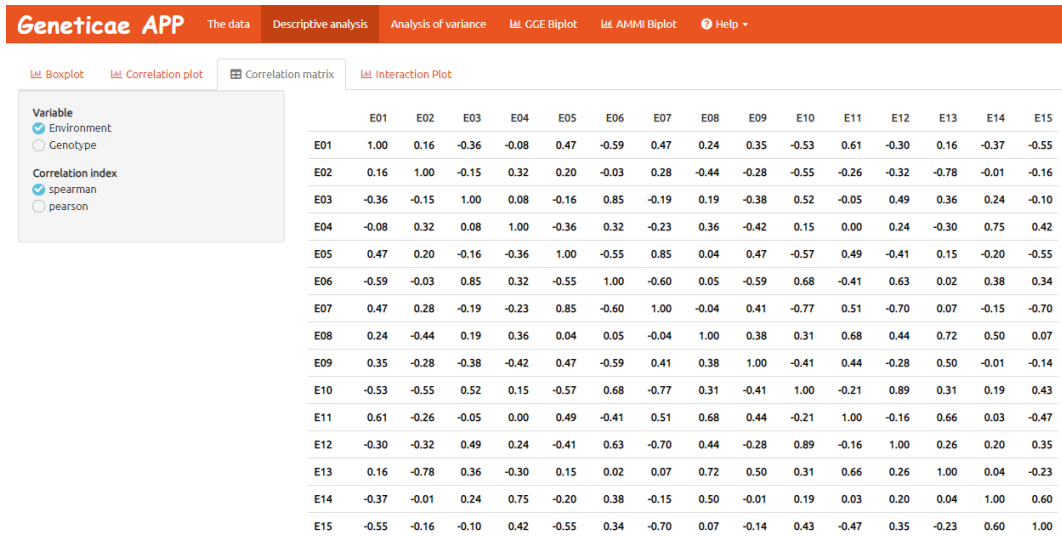 Geneticae APP The data Descriptive analysis Analysis of variance GGE Biplot AMMI Biplot Help
Boxplot Correlation plot Correlation matrix Interaction Plot
Variable
Environment
Genotype
Correlation index
spearman
pearson
E01 E02 E03 E04 E05 E06 E07 E08 E09 E10 E11 E12 E13 E14 E15
E01 1.00 0.16 -0.36 -0.08 0.47 -0.59 0.47 0.24 0.35 -0.53 0.61 -0.30 0.16 -0.37 -0.55
E02 0.16 1.00 -0.15 0.32 0.20 -0.03 0.28 -0.44 -0.28 -0.55 -0.26 -0.32 -0.78 -0.01 -0.16
E03 -0.36 -0.15 1.00 0.08 -0.16 0.85 -0.19 0.19 -0.38 0.52 -0.05 0.49 0.36 0.24 -0.10
E04 -0.08 0.32 0.08 1.00 -0.36 0.32 -0.23 0.36 -0.42 0.15 0.00 0.24 -0.30 0.75 0.42
E05 0.47 0.20 -0.16 -0.36 1.00 -0.55 0.85 0.04 0.47 -0.57 0.49 -0.41 0.15 -0.20 -0.55
E06 -0.59 -0.03 0.85 0.32 -0.55 1.00 -0.60 0.05 -0.59 0.68 -0.41 0.63 0.02 0.38 0.34
E07 0.47 0.28 -0.19 -0.23 0.85 -0.60 1.00 -0.04 0.41 -0.77 0.51 -0.70 0.07 -0.15 -0.70
E08 0.24 -0.44 0.19 0.36 0.04 0.05 -0.04 1.00 0.38 0.31 0.68 0.44 0.72 0.50 0.07
E09 0.35 -0.28 -0.38 -0.42 0.47 -0.59 0.41 0.38 1.00 -0.41 0.44 -0.28 0.50 -0.01 -0.14
E10 -0.53 -0.55 0.52 0.15 -0.57 0.68 -0.77 0.31 -0.41 1.00 -0.21 0.89 0.31 0.19 0.43
E11 0.61 -0.26 -0.05 0.00 0.49 -0.41 0.51 0.68 0.44 -0.21 1.00 -0.16 0.66 0.03 -0.47
E12 -0.30 -0.32 0.49 0.24 -0.41 0.63 -0.70 0.44 -0.28 0.89 -0.16 1.00 0.26 0.20 0.35
E13 0.16 -0.78 0.36 -0.30 0.15 0.02 0.07 0.72 0.50 0.31 0.66 0.26 1.00 0.04 -0.23
E14 -0.37 -0.01 0.24 0.75 -0.20 0.38 -0.15 0.50 -0.01 0.19 0.03 0.20 0.04 1.00 0.60
E15 -0.55 -0.16 -0.10 0.42 -0.55 0.34 -0.70 0.07 -0.14 0.43 -0.47 0.35 -0.23 0.60 1.00